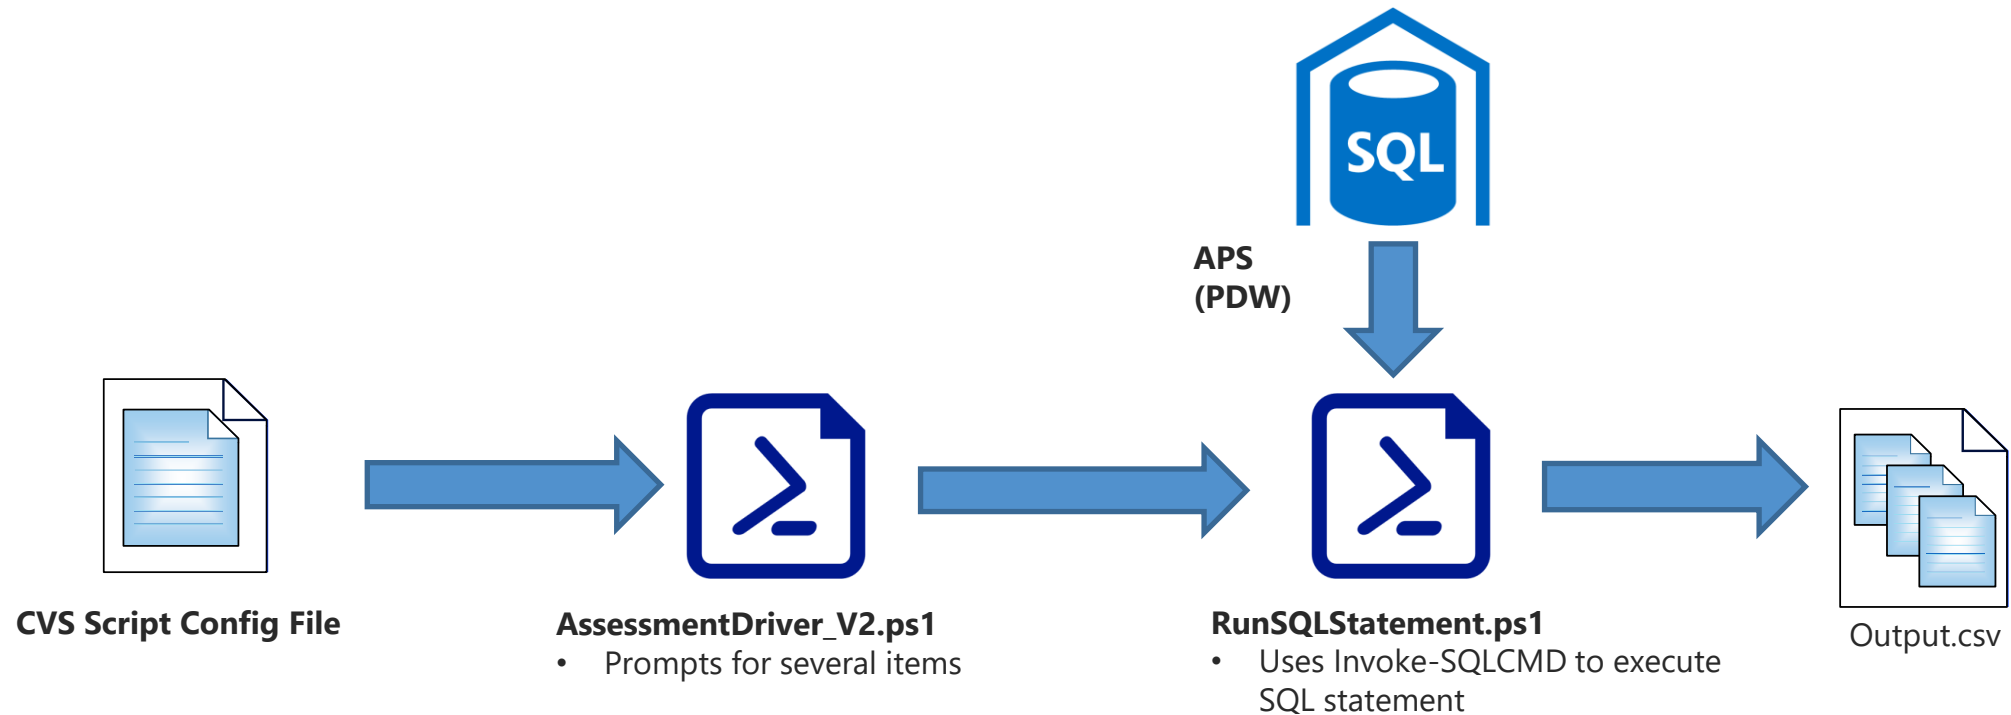 SQL
APS
(PDW)
CVS Script Config File
AssessmentDriver_V2.ps1
• Prompts for several items
RunSQLStatement.ps1
• Uses Invoke-SQLCMD to execute
SQL statement
Output.csv